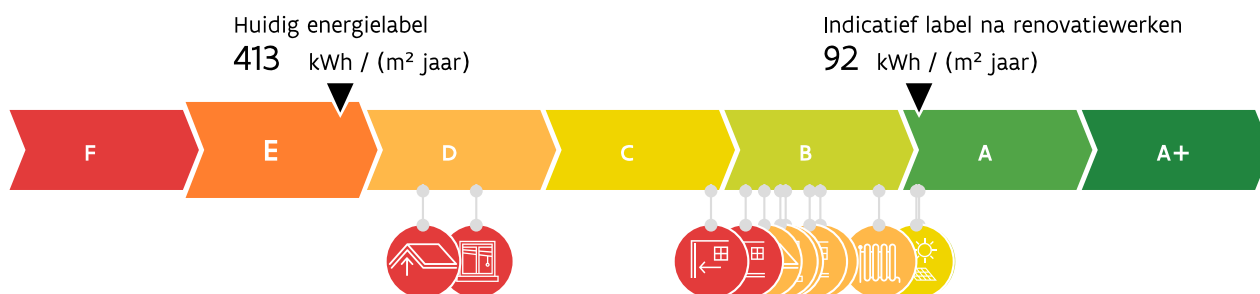 Huidig energielabel
413 kWh / (m² jaar)
Indicatief label na renovatiewerken
92 kWh / (m² jaar)
F E D C B A A+